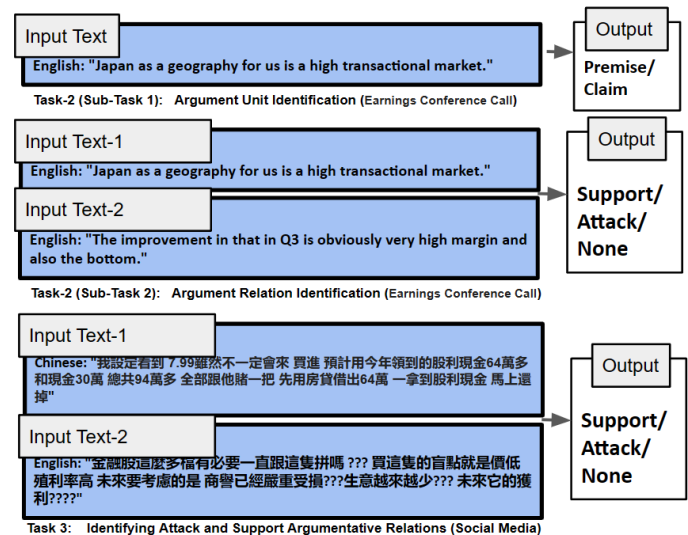 Input Text
Output
English: "Japan as a geography for us is a high transactional market."
Premise/
Claim
Task-2 (Sub-Task 1): Argument Unit Identification (Earnings Conference Call)
Input Text-1
Output
English: "Japan as a geography for us is a high transactional market."
Input Text-2
Support/
Attack/
None
English: "The improvement in that in Q3 is obviously very high margin and
also the bottom."
Task-2 (Sub-Task 2): Argument Relation Identification (Earnings Conference Call)
Input Text-1
Output
Chinese: "我設定看到 7.99雖然不一定會來 買進 預計用今年領到的股利現金64萬多
和現金30萬 總共94萬多 全部跟他賭一把 先用房貸借出64萬 一拿到股利現金 馬上還
掉"
Input Text-2
Support/
Attack/
None
English: "金融股這麼多檔有必要一直跟這隻拼嗎 ??? 買這隻的盲點就是價低
殖利率高 未來要考慮的是 商譽已經嚴重受損???生意越來越少??? 未來它的獲
利????"
Task 3: Identifying Attack and Support Argumentative Relations (Social Media)